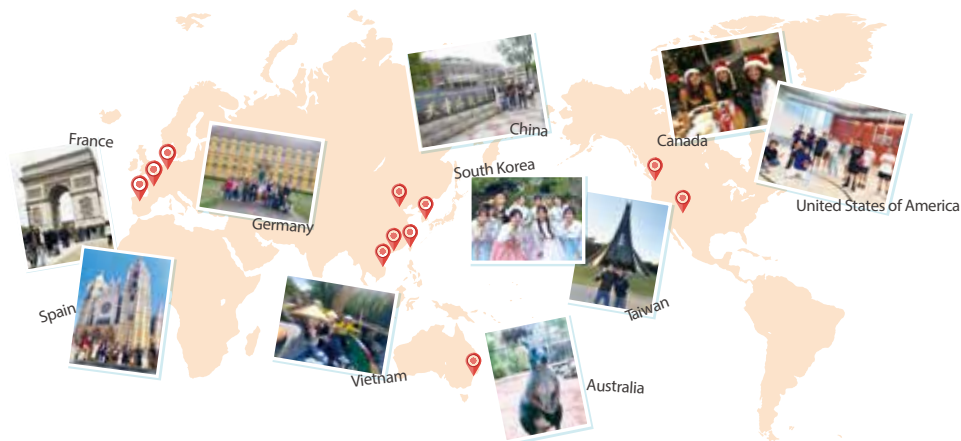 France
Germany
China
South Korea
Canada
United States of America
Spain
Vietnam
Taiwan
Australia